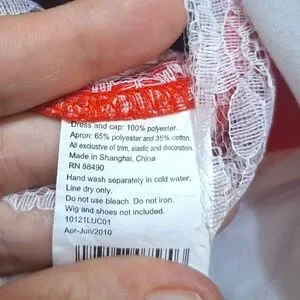 Dress and cap: 100% polyester.
Apron: 65% polyester and 35% cotton.
All exclusvtve of trim, elastic and decoration.
Made in Shanghai, China
RN 88490
Hand wash separately in cold water.
Line dry only.
Do not use bleach. Do not iron.
Wig and shoes not included.
10121LUC01
Apr-Jun/2010